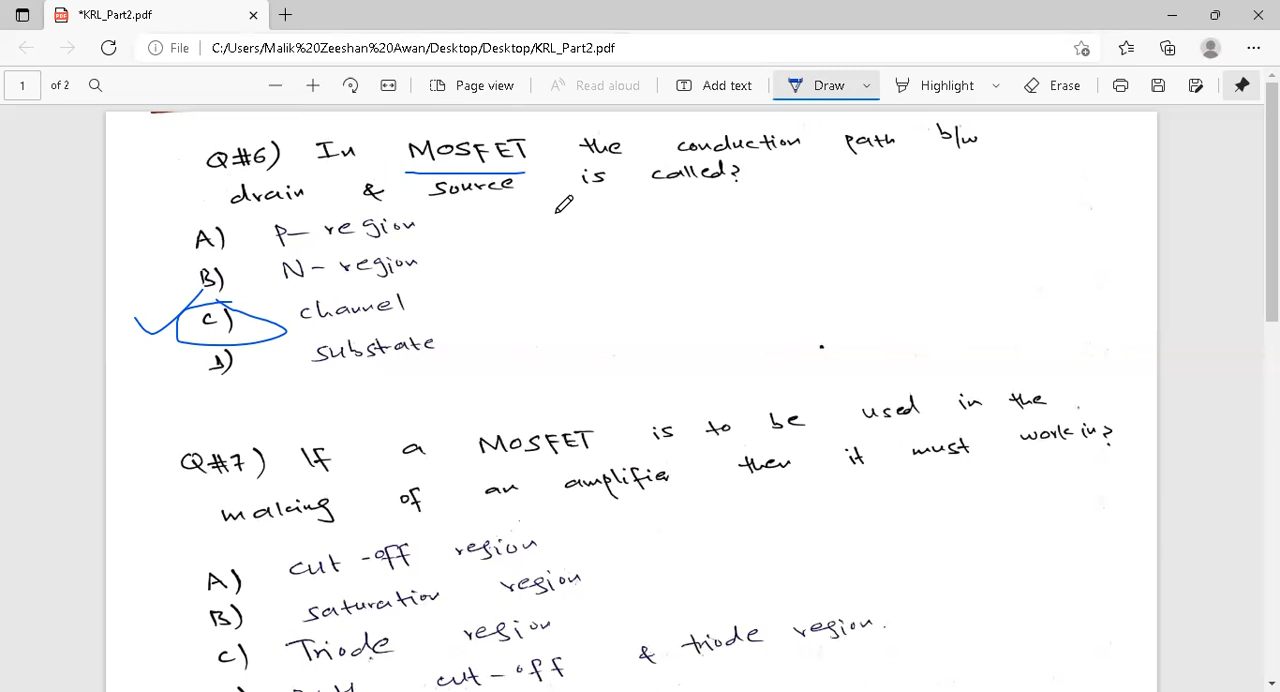 *KRL_Part2.pdf
File C:/Users/Malik%20Zeeshan%20Awan/Desktop/Desktop/KRL_Part2.pdf
1 of 2 Page view Read aloud Add text Draw Highlight Erase
Q#6) In MOSFET the conduction path b/w
drain & source is called?
A) P- region
B) N- region
C) channel
D) substate
Q#7) If a MOSFET is to be used in the
making of an amplifier then it must work in?
A) cut-off region
B) saturation region
C) Triode region
cut-off & triode region.